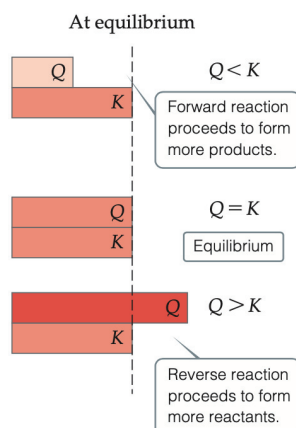 At equilibrium
Q
Q < K
K
Forward reaction
proceeds to form
more products.
Q
Q = K
K
Equilibrium
Q
Q > K
K
Reverse reaction
proceeds to form
more reactants.